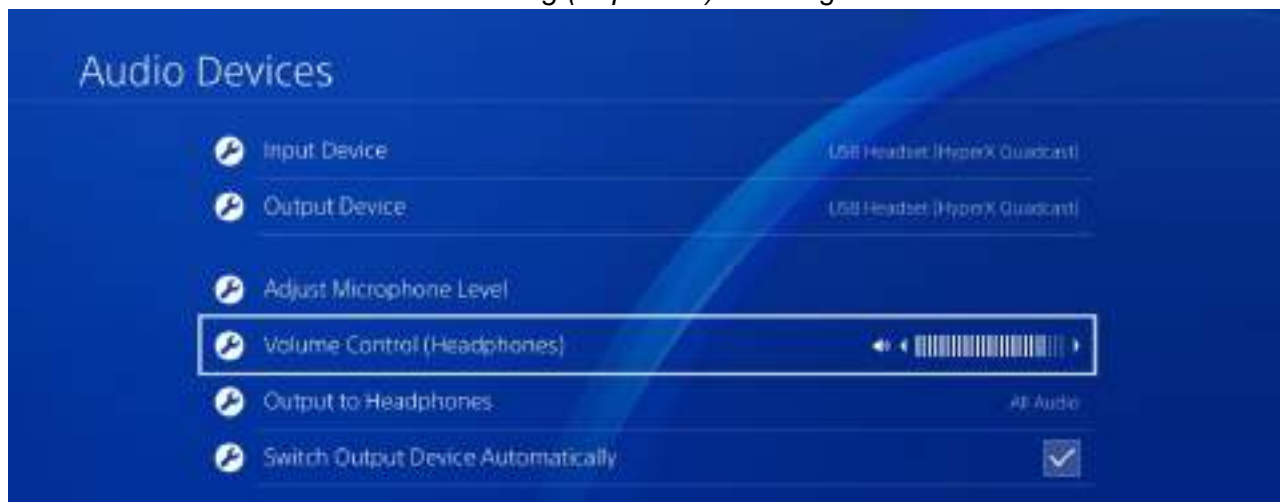 Audio Devices
Input Device
USB Headset (HyperX Quadcast)
Output Device
USB Headset (HyperX Quadcast)
Adjust Microphone Level
Volume Control (Headphones)
Output to Headphones
All Audio
Switch Output Device Automatically